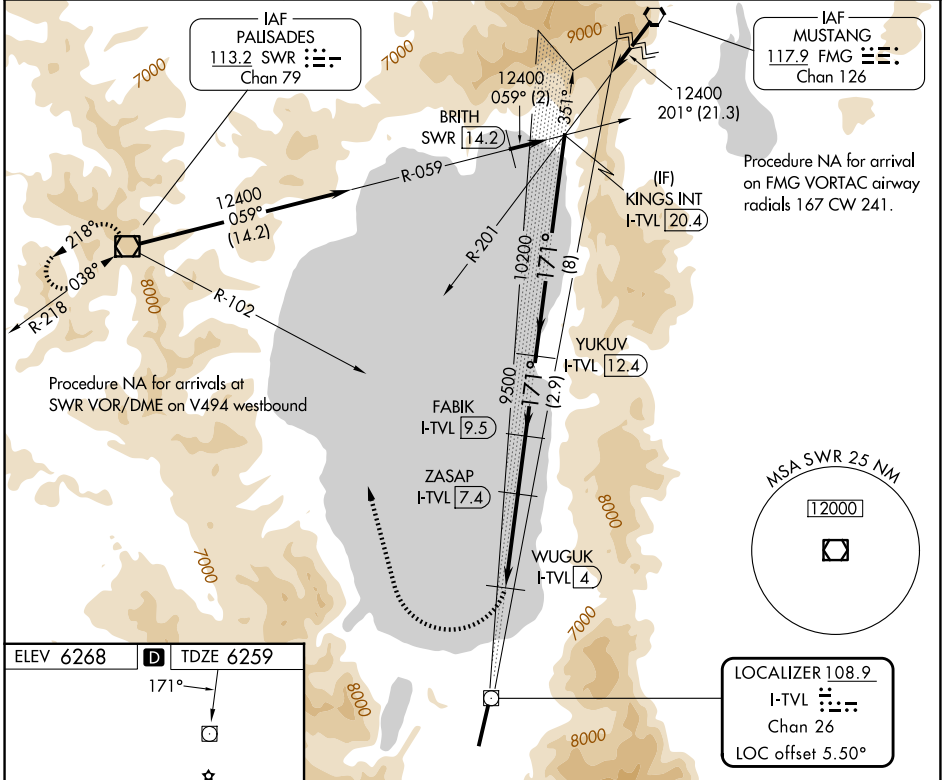 IAF
PALISADES
113.2 SWR
Chan 79
IAF
MUSTANG
117.9 FMG
Chan 126
7000
7000
9000
12400
059° (2)
351°
12400
201° (21.3)
BRITH
SWR 14.2
R-059
(IF)
KINGS INT
I-TVL 20.4
Procedure NA for arrival
on FMG VORTAC airway
radials 167 CW 241.
12400
059°
(14.2)
218°
038°
R-218
8000
R-102
R-201
10200
171°
(8)
YUKUV
I-TVL 12.4
Procedure NA for arrivals at
SWR VOR/DME on V494 westbound
9500
171°
(2.9)
FABIK
I-TVL 9.5
ZASAP
I-TVL 7.4
8000
MSA SWR 25 NM
12000
7000
WUGUK
I-TVL 4
7000
ELEV 6268 D TDZE 6259
171°
8000
8000
LOCALIZER 108.9
I-TVL
Chan 26
LOC offset 5.50°